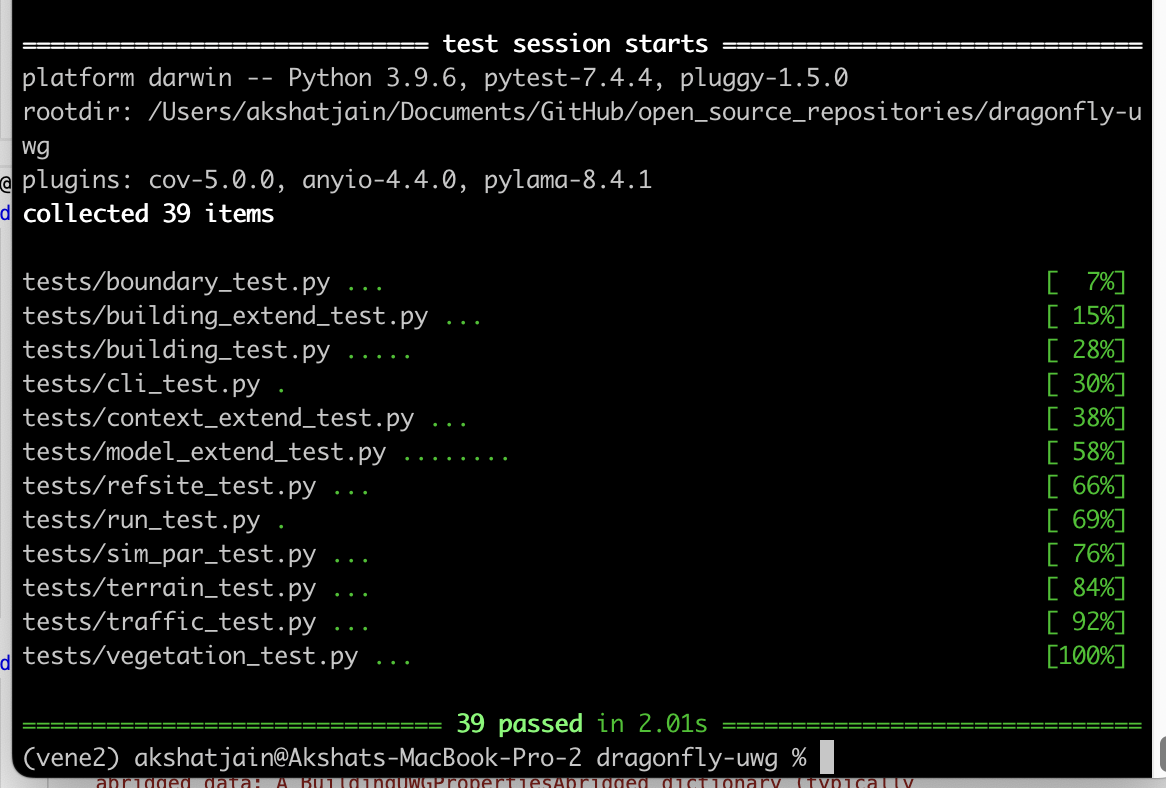 ============================= test session starts ==============================
platform darwin -- Python 3.9.6, pytest-7.4.4, pluggy-1.5.0
rootdir: /Users/akshatjain/Documents/GitHub/open_source_repositories/dragonfly-u
wg
plugins: cov-5.0.0, anyio-4.4.0, pylama-8.4.1
collected 39 items

tests/boundary_test.py ... [  7%]
tests/building_extend_test.py ... [ 15%]
tests/building_test.py ..... [ 28%]
tests/cli_test.py . [ 30%]
tests/context_extend_test.py ... [ 38%]
tests/model_extend_test.py ........ [ 58%]
tests/refsite_test.py ... [ 66%]
tests/run_test.py . [ 69%]
tests/sim_par_test.py ... [ 76%]
tests/terrain_test.py ... [ 84%]
tests/traffic_test.py ... [ 92%]
tests/vegetation_test.py ... [100%]

============================== 39 passed in 2.01s ==============================
(vene2) akshatjain@Akshats-MacBook-Pro-2 dragonfly-uwg %
abridged_data: A BuildingUWGPropertiesAbridged dictionary (typically
@
d
d